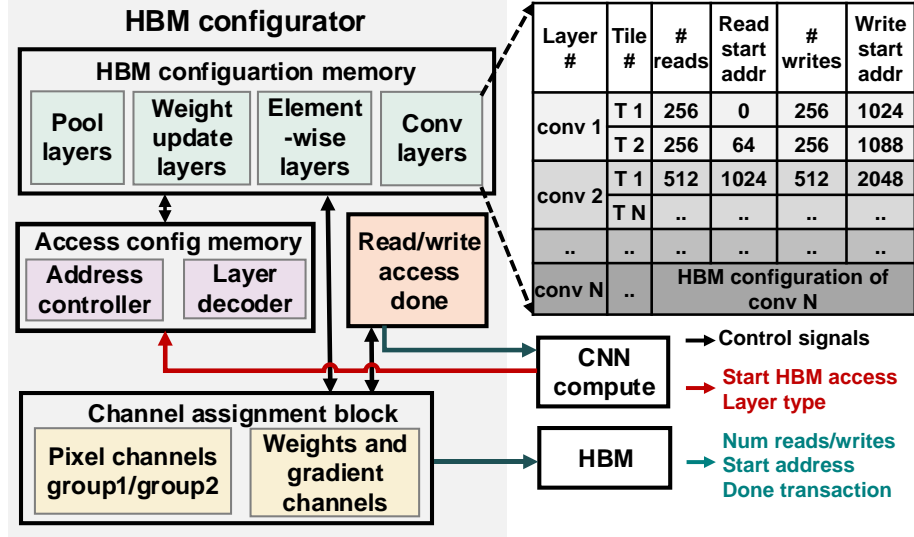 HBM configurator
HBM configuartion memory
Pool
layers
Weight
update
layers
Element
-wise
layers
Conv
layers
Access config memory
Address
controller
Layer
decoder
Read/write
access
done
Channel assignment block
Pixel channels
group1/group2
Weights and
gradient
channels
CNN
compute
HBM
Layer
#
Tile
#
#
reads
Read
start
addr
#
writes
Write
start
addr
conv 1
T 1 256 0 256 1024
T 2 256 64 256 1088
conv 2
T 1 512 1024 512 2048
T N .. .. .. ..
.. .. .. .. .. ..
conv N .. HBM configuration of
conv N
Control signals
Start HBM access
Layer type
Num reads/writes
Start address
Done transaction